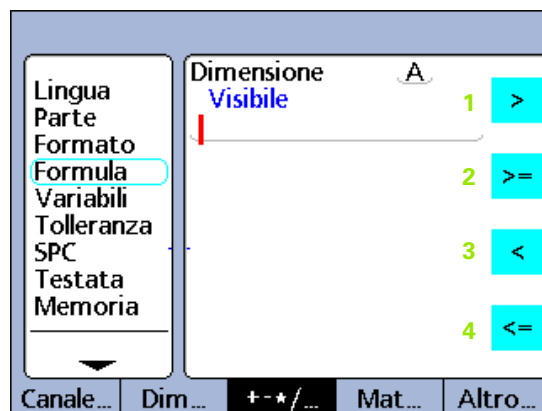 Lingua
Parte
Formato
Formula
Variabili
Tolleranza
SPC
Testata
Memoria
Dimensione A
Visibile
1 >
2 >=
3 <
4 <=
Canale... Dim... +-*/... Mat... Altro...